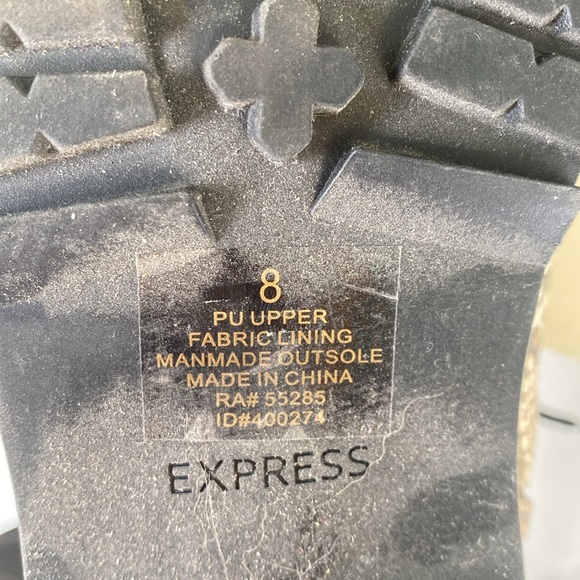 8
PU UPPER
FABRIC LINING
MANMADE OUTSOLE
MADE IN CHINA
RA# 55285
ID#400274
EXPRESS